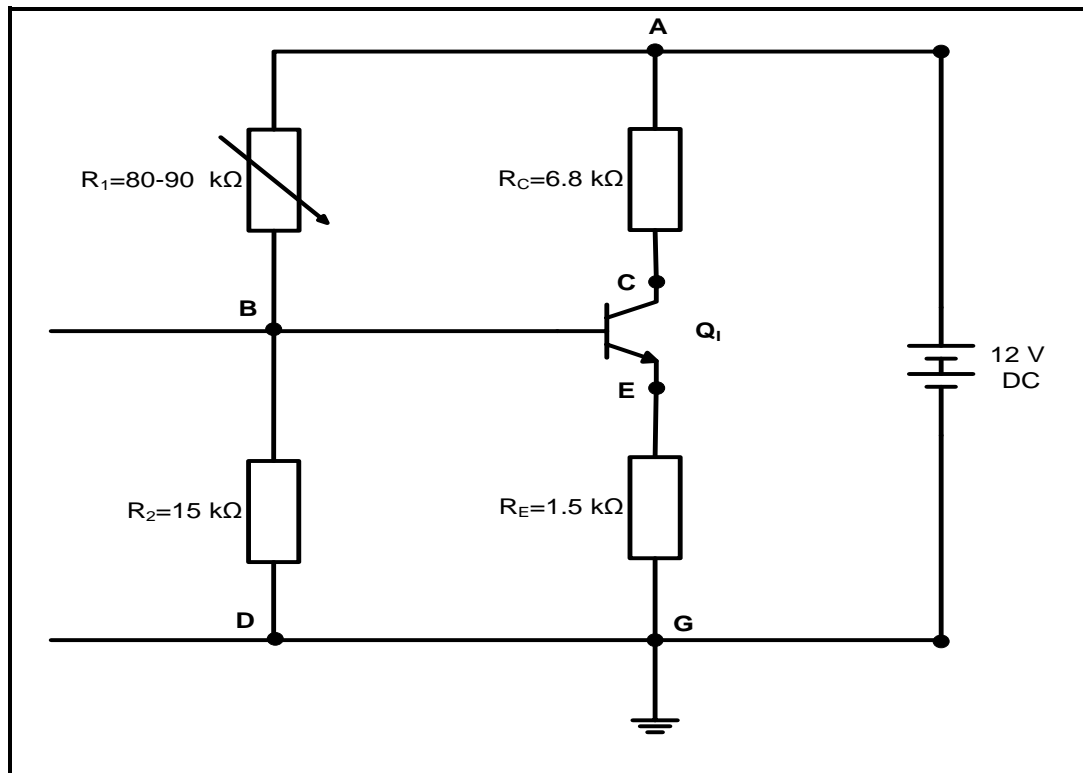 A
R₁=80-90 kΩ
R_C=6.8 kΩ
C
B
Q_I
12 V
DC
E
R₂=15 kΩ
R_E=1.5 kΩ
D
G